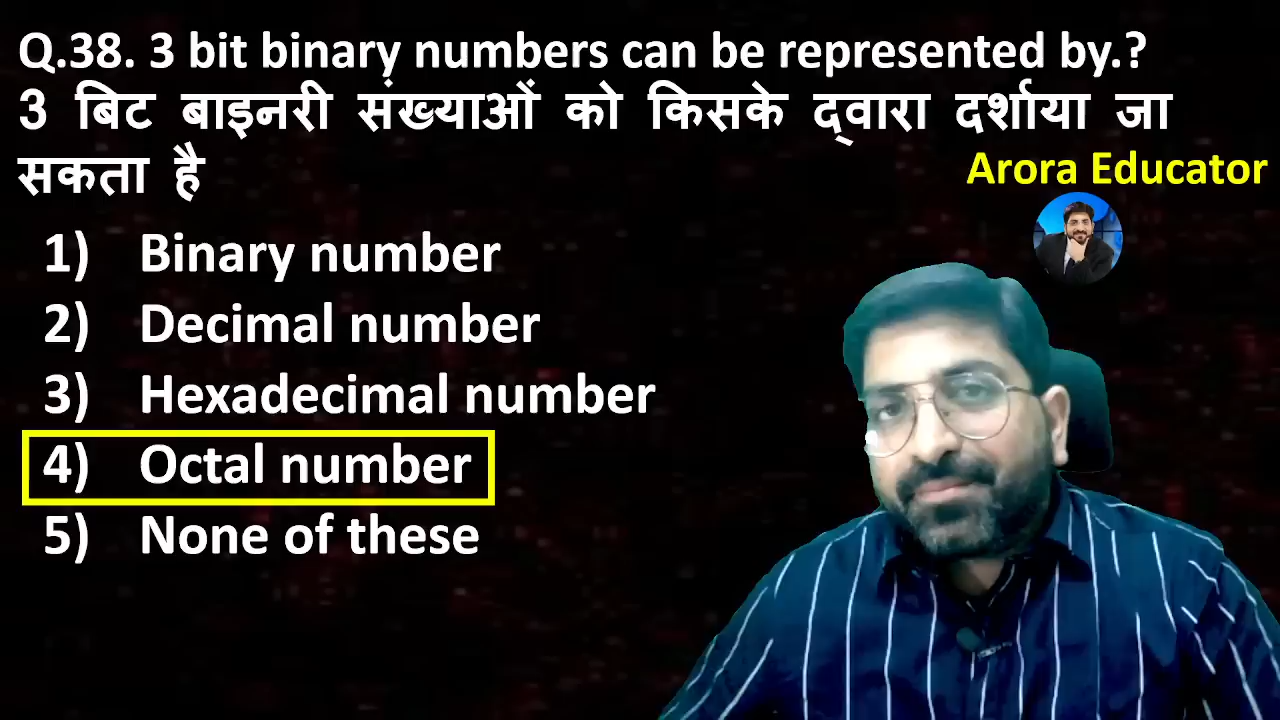 Q.38. 3 bit binary numbers can be represented by.?
3 बिट बाइनरी संख्याओं को किसके द्वारा दर्शाया जा
सकता है
Arora Educator
1) Binary number
2) Decimal number
3) Hexadecimal number
4) Octal number
5) None of these